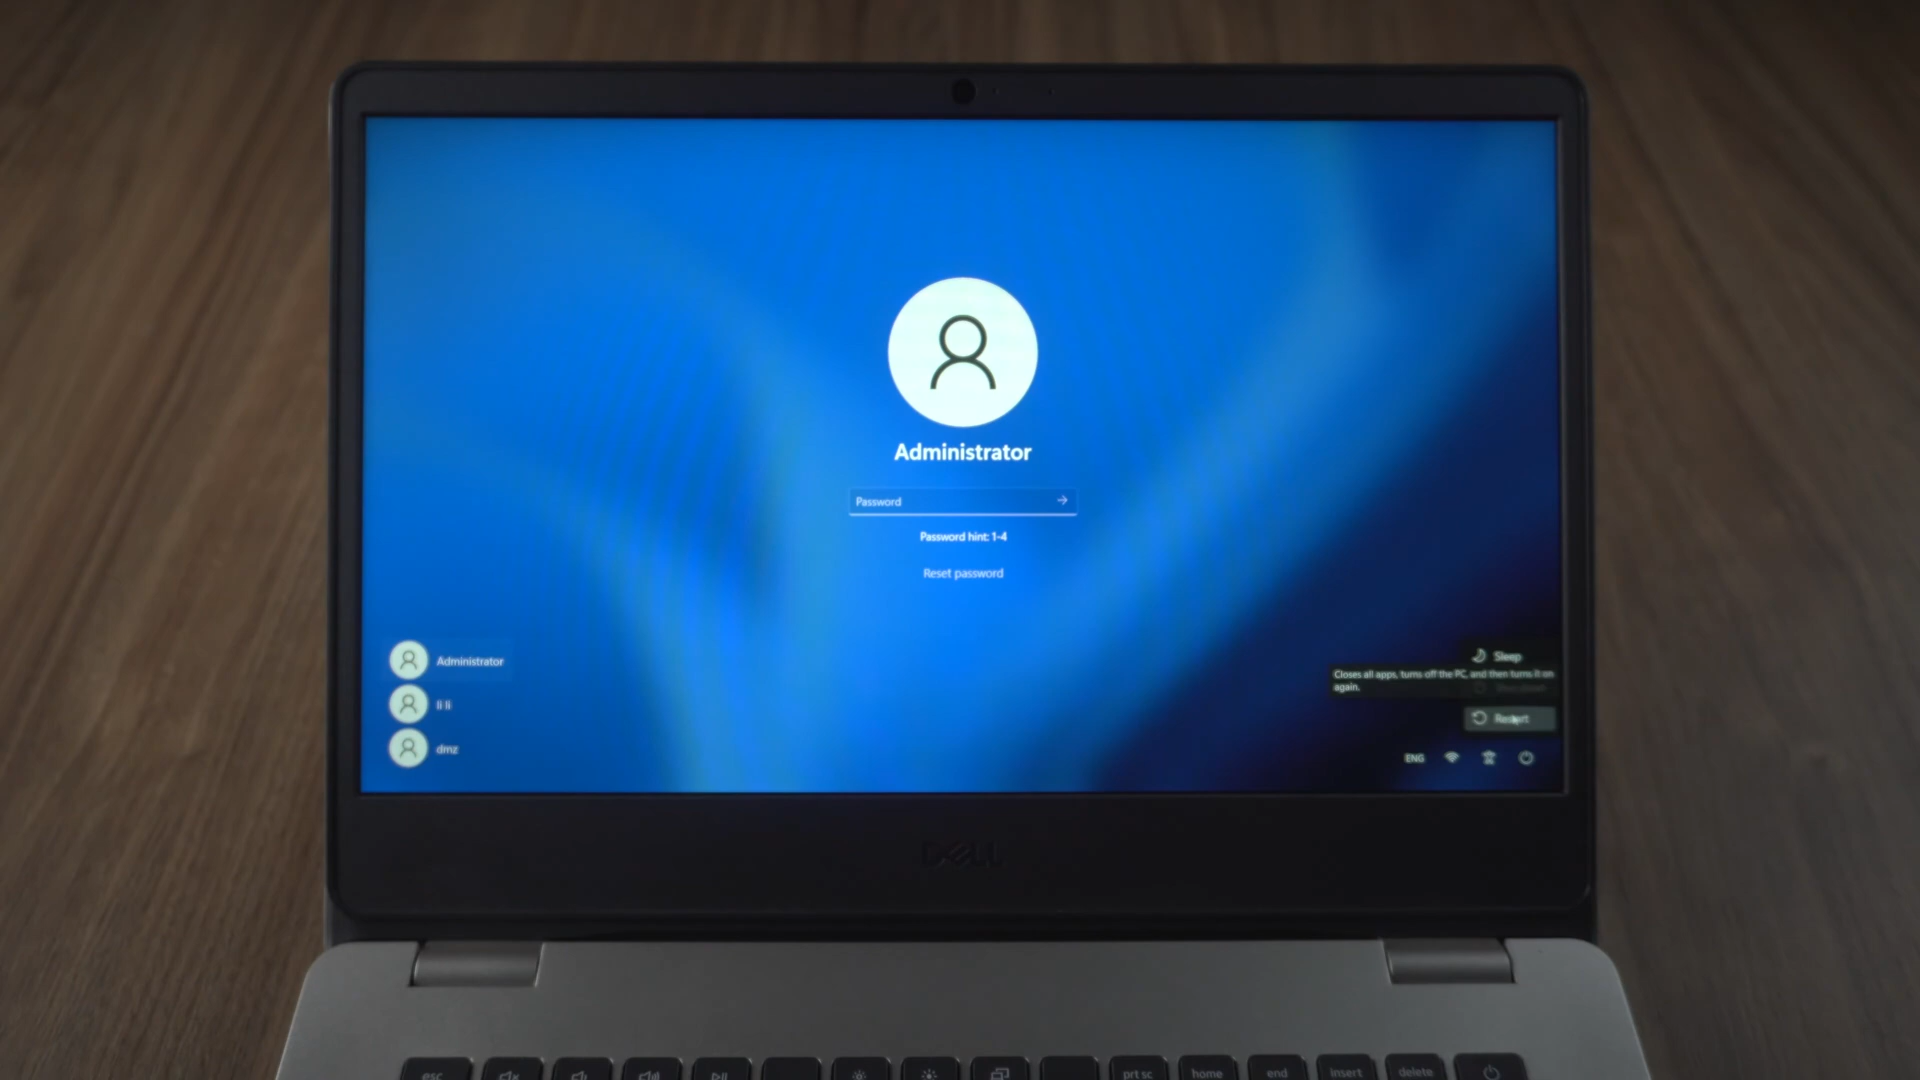 Administrator
Password
Password hint: 1-4
Reset password
Administrator
li li
dmz
Sleep
Closes all apps, turns off the PC, and then turns it on
again.
Restart
ENG
DELL
esc
prt sc
home
end
insert
delete